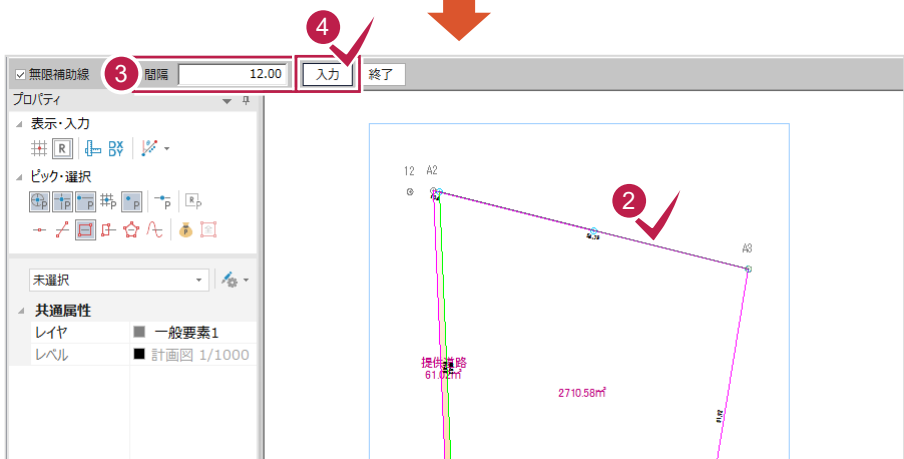 4
無限補助線 3 間隔 12.00 入力 終了
プロパティ
表示・入力
R DX DY
ピック・選択
P P P P P P R P
未選択
共通属性
レイヤ 一般要素1
レベル 計画図 1/1000
12 A2
2
A3
提供道路
61.02㎡
2710.58㎡